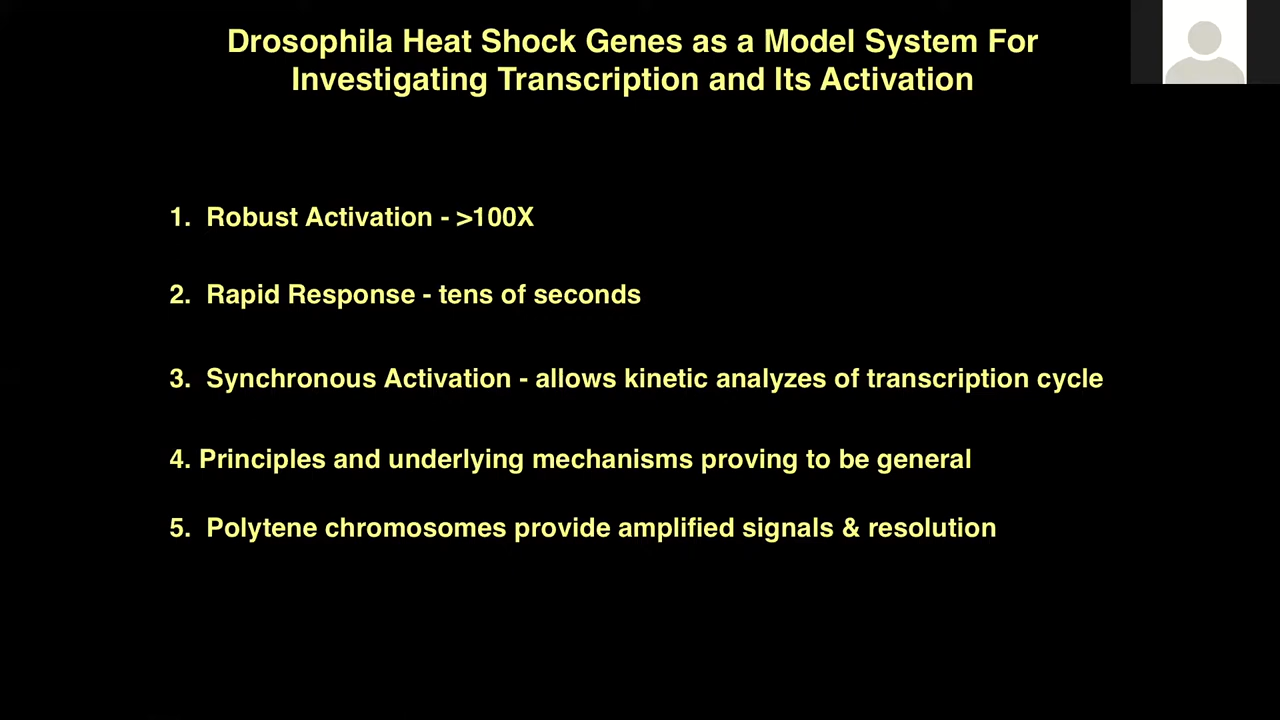 Drosophila Heat Shock Genes as a Model System For
Investigating Transcription and Its Activation
1. Robust Activation - >100X
2. Rapid Response - tens of seconds
3. Synchronous Activation - allows kinetic analyzes of transcription cycle
4. Principles and underlying mechanisms proving to be general
5. Polytene chromosomes provide amplified signals & resolution